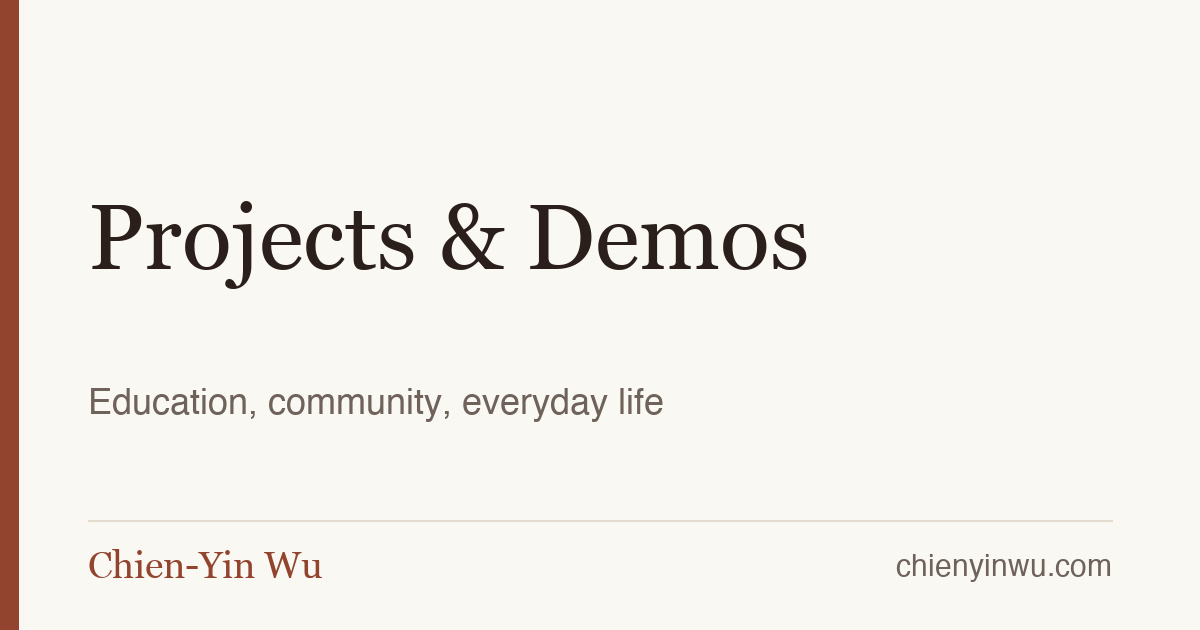 Projects & Demos
Education, community, everyday life
Chien-Yin Wu
chienyinwu.com